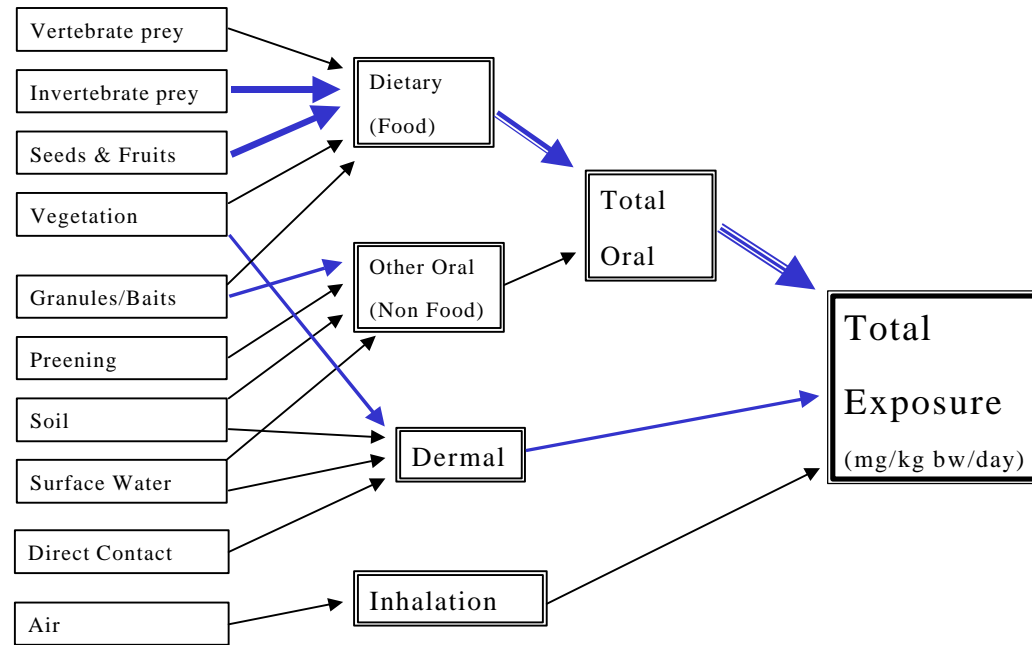 Vertebrate prey
Invertebrate prey
Seeds & Fruits
Vegetation
Granules/Baits
Preening
Soil
Surface Water
Direct Contact
Air
Dietary
(Food)
Other Oral
(Non Food)
Dermal
Inhalation
Total
Oral
Total
Exposure
(mg/kg bw/day)